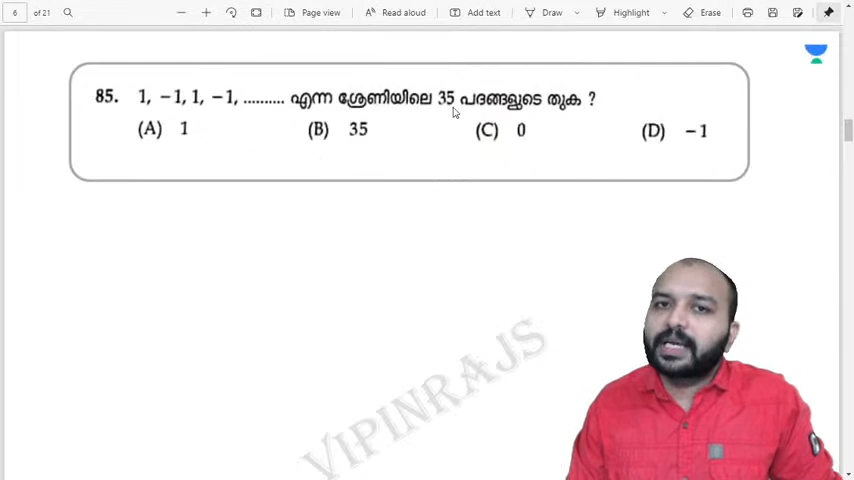 6 of 21 Page view Read aloud Add text Draw Highlight Erase
85. 1, −1, 1, −1, .......... എന്ന ശ്രേണിയിലെ 35 പദങ്ങളുടെ തുക ?
(A) 1 (B) 35 (C) 0 (D) −1
VIPINRAJS